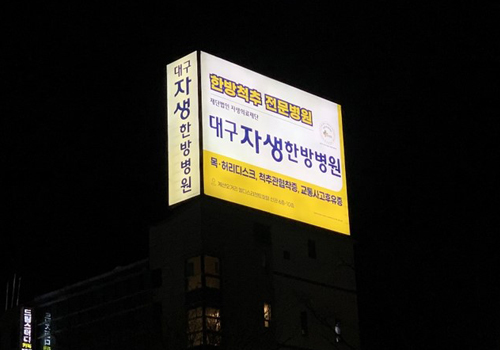 대구
자생
한방병원
한방척추 전문병원
재단법인 자생의료재단
대구 자생한방병원
목·허리디스크, 척추관협착증, 교통사고후유증